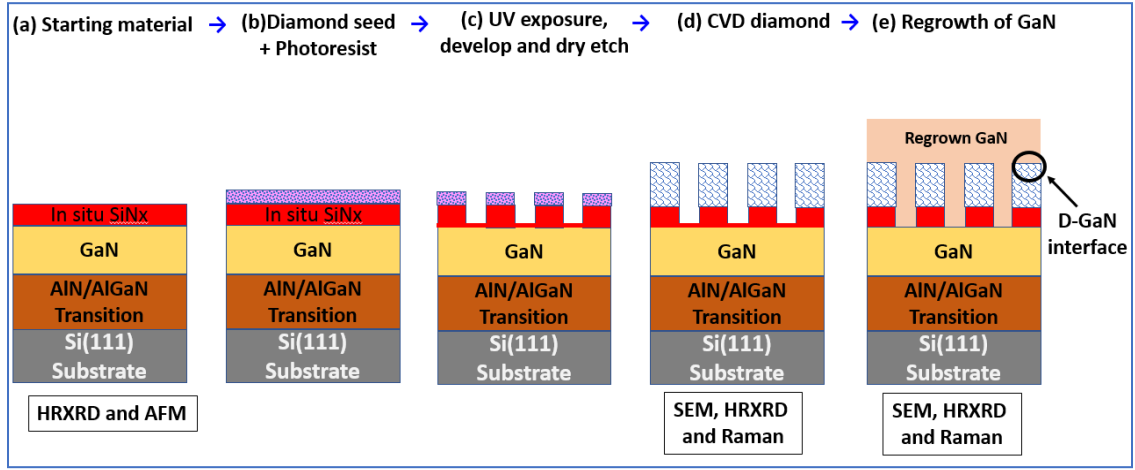 (a) Starting material → (b)Diamond seed + Photoresist → (c) UV exposure, develop and dry etch → (d) CVD diamond → (e) Regrowth of GaN
In situ SiNx
GaN
AlN/AlGaN
Transition
Si(111)
Substrate
HRXRD and AFM
In situ SiNx
GaN
AlN/AlGaN
Transition
Si(111)
Substrate
GaN
AlN/AlGaN
Transition
Si(111)
Substrate
GaN
AlN/AlGaN
Transition
Si(111)
Substrate
SEM, HRXRD
and Raman
Regrown GaN
D-GaN
interface
GaN
AlN/AlGaN
Transition
Si(111)
Substrate
SEM, HRXRD
and Raman